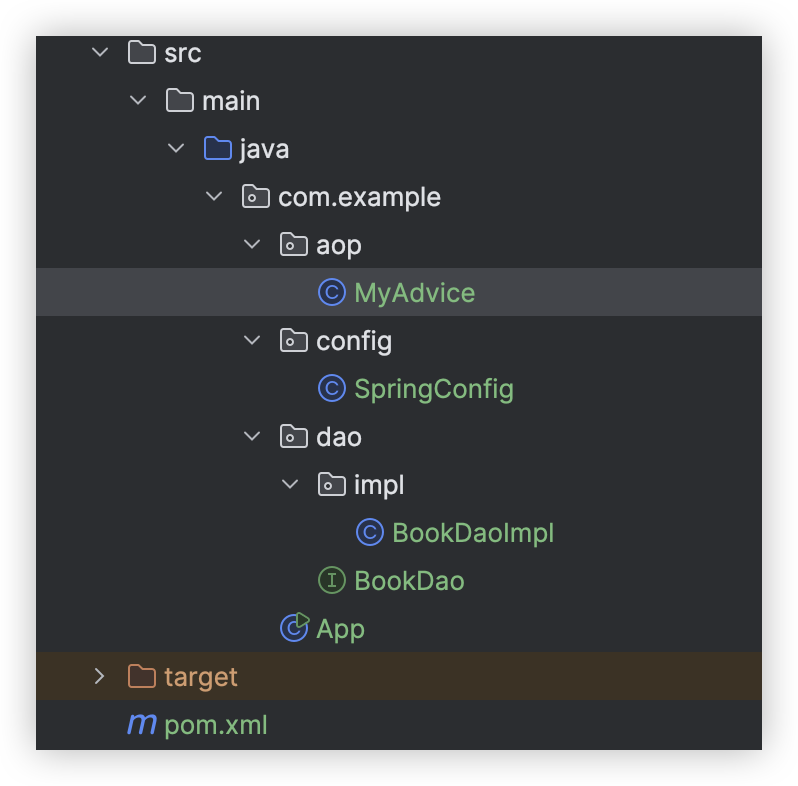 src
main
java
com.example
aop
MyAdvice
config
SpringConfig
dao
impl
BookDaoImpl
BookDao
App
target
pom.xml